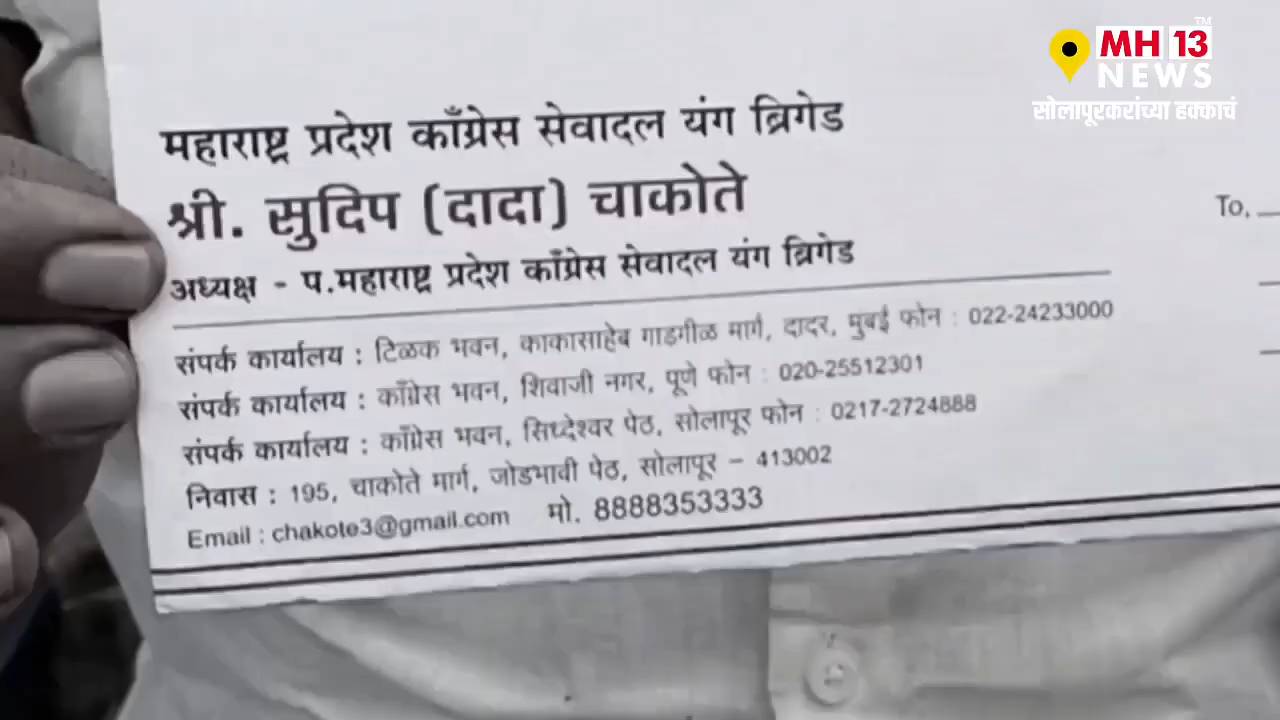 MH 13 TM
NEWS
सोलापूरकरांच्या हक्काचं
महाराष्ट्र प्रदेश काँग्रेस सेवादल यंग ब्रिगेड
श्री. सुदिप (दादा) चाकोते
अध्यक्ष - प.महाराष्ट्र प्रदेश काँग्रेस सेवादल यंग ब्रिगेड
To,
संपर्क कार्यालय : टिळक भवन, काकासाहेब गाडगीळ मार्ग, दादर, मुबई फोन : 022-24233000
संपर्क कार्यालय : काँग्रेस भवन, शिवाजी नगर, पूणे फोन : 020-25512301
संपर्क कार्यालय : काँग्रेस भवन, सिध्देश्वर पेठ, सोलापूर फोन : 0217-2724888
निवास : 195, चाकोते मार्ग, जोडभावी पेठ, सोलापूर – 413002
Email : chakote3@gmail.com मो. 8888353333